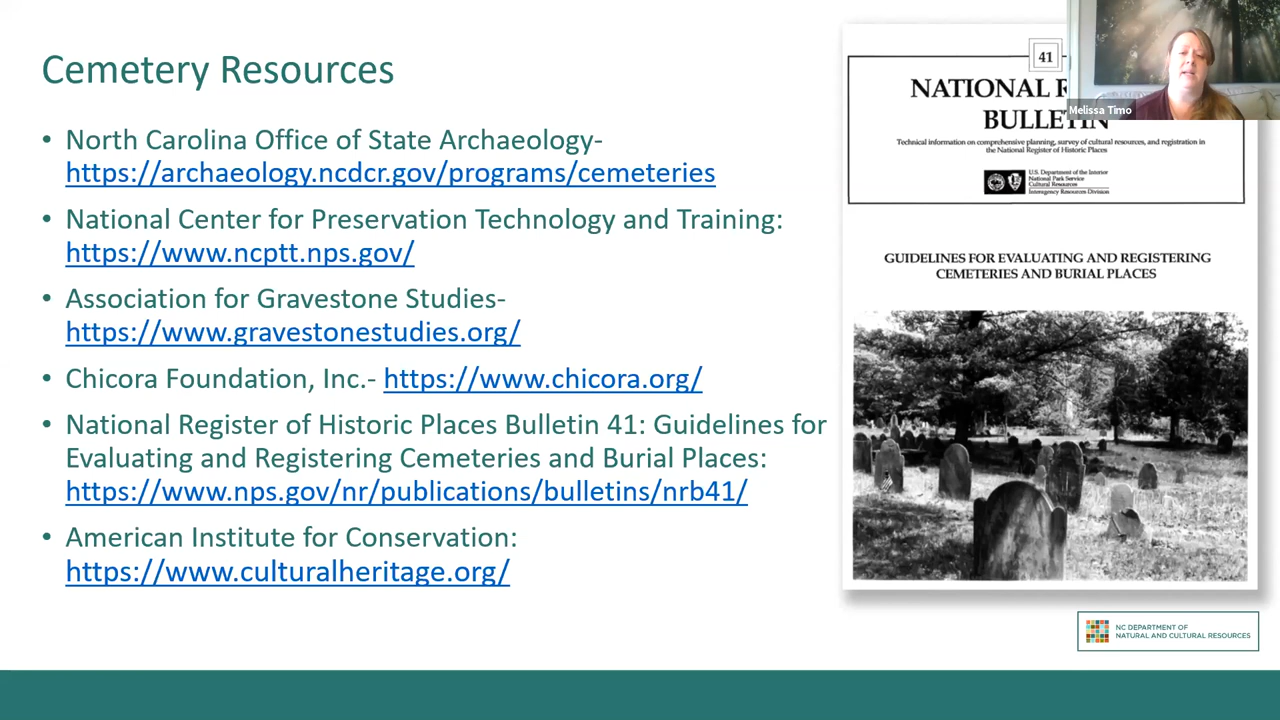 Cemetery Resources
• North Carolina Office of State Archaeology-
https://archaeology.ncdcr.gov/programs/cemeteries
• National Center for Preservation Technology and Training:
https://www.ncptt.nps.gov/
• Association for Gravestone Studies-
https://www.gravestonestudies.org/
• Chicora Foundation, Inc.- https://www.chicora.org/
• National Register of Historic Places Bulletin 41: Guidelines for
Evaluating and Registering Cemeteries and Burial Places:
https://www.nps.gov/nr/publications/bulletins/nrb41/
• American Institute for Conservation:
https://www.culturalheritage.org/
41
NATIONAL R
BULLETIN
Technical information on comprehensive planning, survey of cultural resources, and registration in
the National Register of Historic Places
U.S. Department of the Interior
National Park Service
Cultural Resources
Interagency Resources Division
GUIDELINES FOR EVALUATING AND REGISTERING
CEMETERIES AND BURIAL PLACES
Melissa Timo
NC DEPARTMENT OF
NATURAL AND CULTURAL RESOURCES